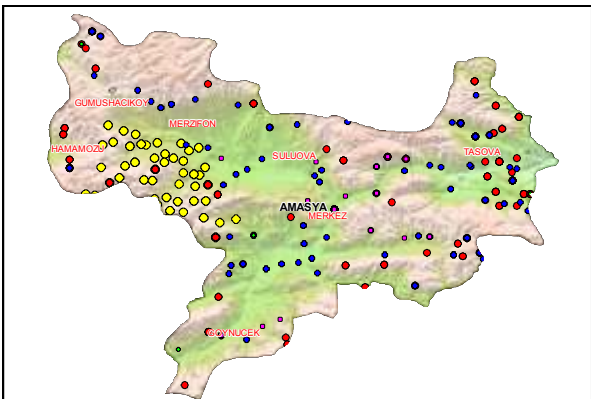 GUMUSHACIKOY
MERZIFON
HAMAMOZU
SULUOVA
TASOVA
AMASYA
MERKEZ
GOYNUCEK